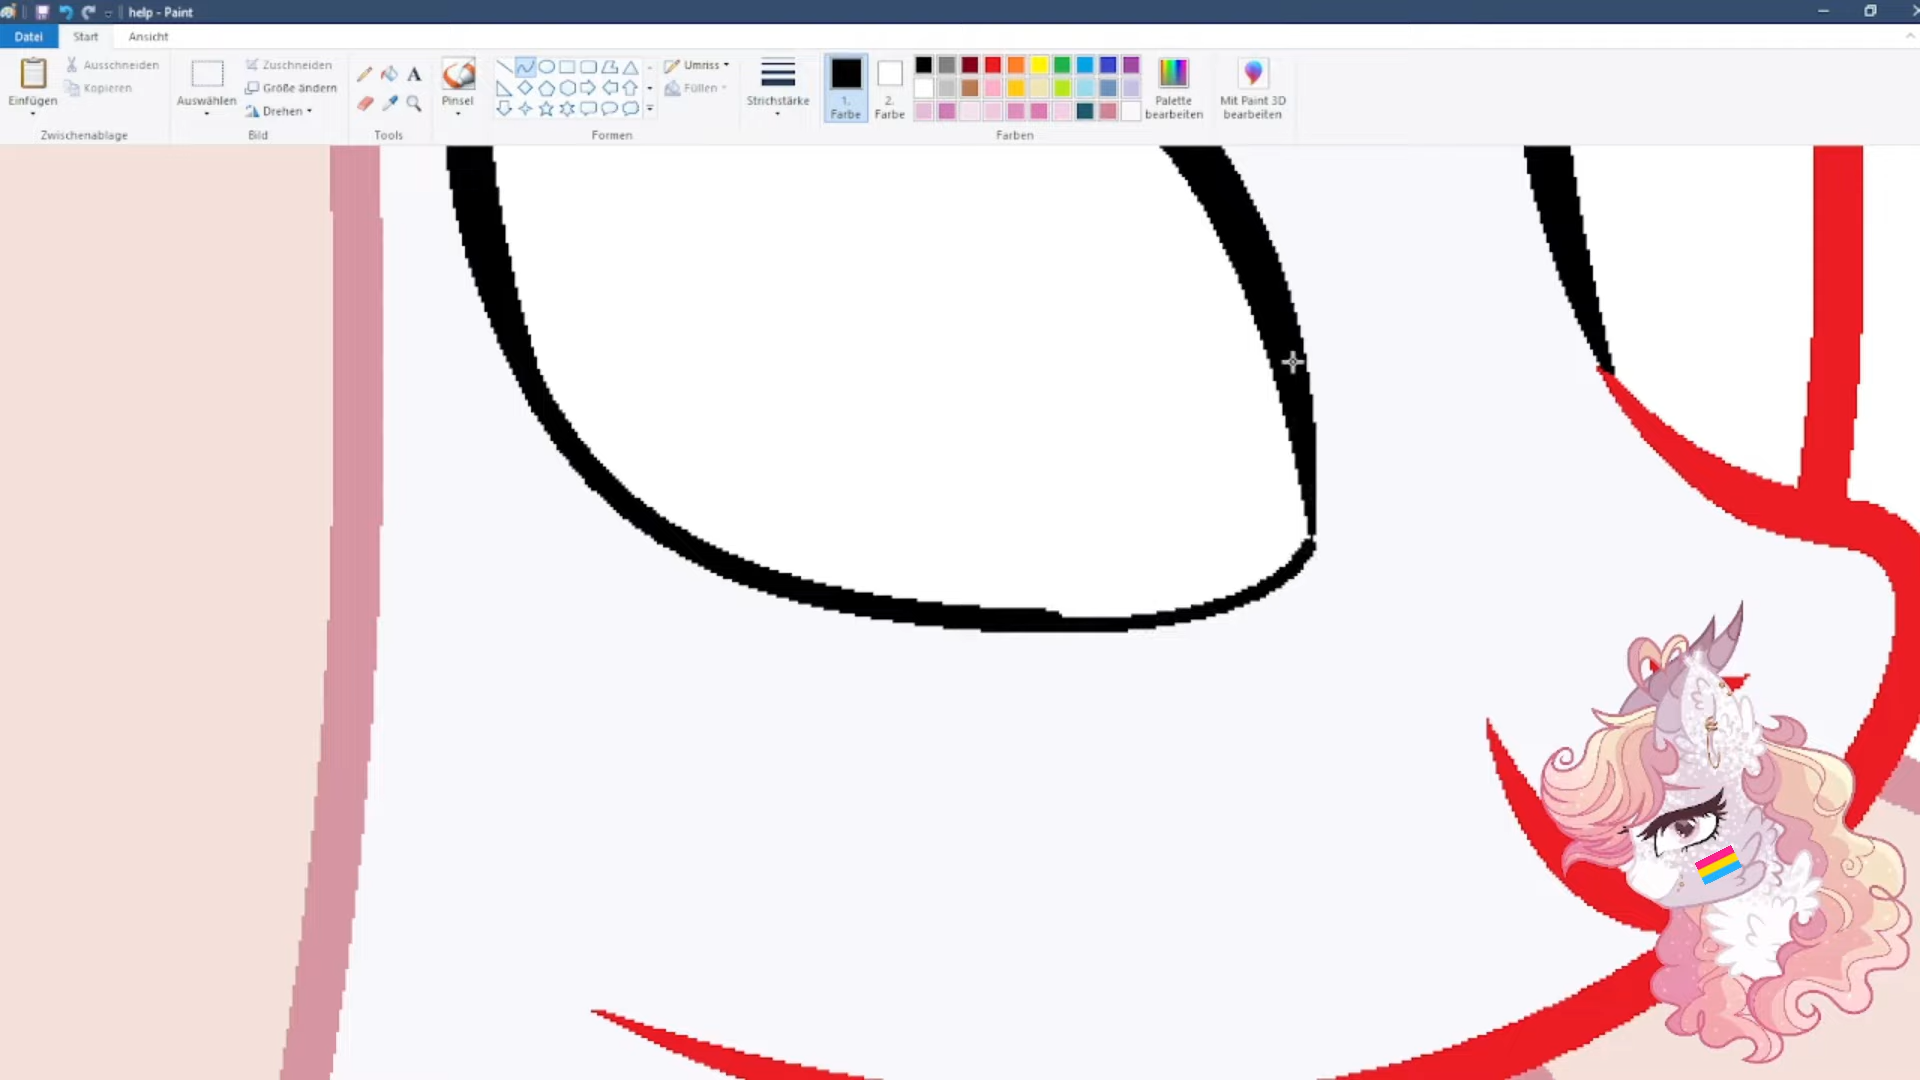 help - Paint
Datei
Start
Ansicht
Einfügen
Ausschneiden
Kopieren
Zwischenablage
Auswählen
Zuschneiden
Größe ändern
Drehen
Bild
A
Tools
Pinsel
Umriss
Füllen
Formen
Strichstärke
1.
Farbe
2.
Farbe
Palette
bearbeiten
Farben
Mit Paint 3D
bearbeiten